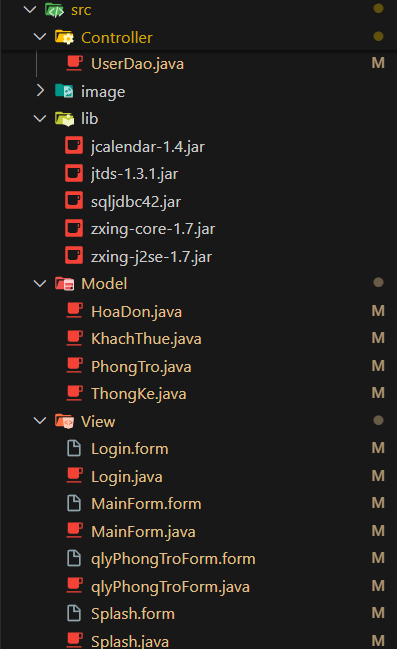 src
Controller
UserDao.java M
image
lib
jcalendar-1.4.jar
jtds-1.3.1.jar
sqljdbc42.jar
zxing-core-1.7.jar
zxing-j2se-1.7.jar
Model
HoaDon.java M
KhachThue.java M
PhongTro.java M
ThongKe.java M
View
Login.form M
Login.java M
MainForm.form M
MainForm.java M
qlyPhongTroForm.form M
qlyPhongTroForm.java M
Splash.form M
Splash.java M